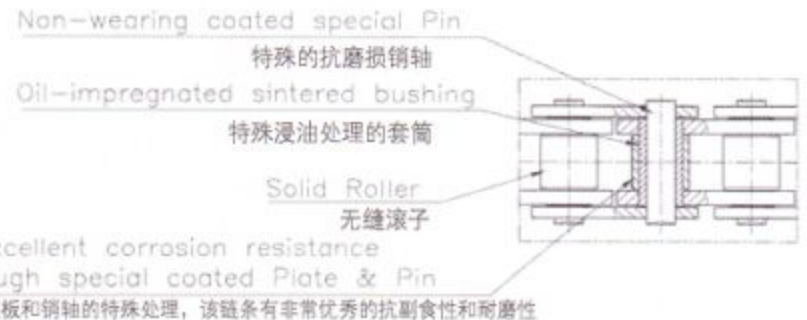 Non-wearing coated special Pin
特殊的抗磨损销轴
Oil-impregnated sintered bushing
特殊浸油处理的套筒
Solid Roller
无缝滚子
corrosion resistance
special coated Plate & Pin
板和销轴的特殊处理，该链条有非常优秀的抗副食性和耐磨性